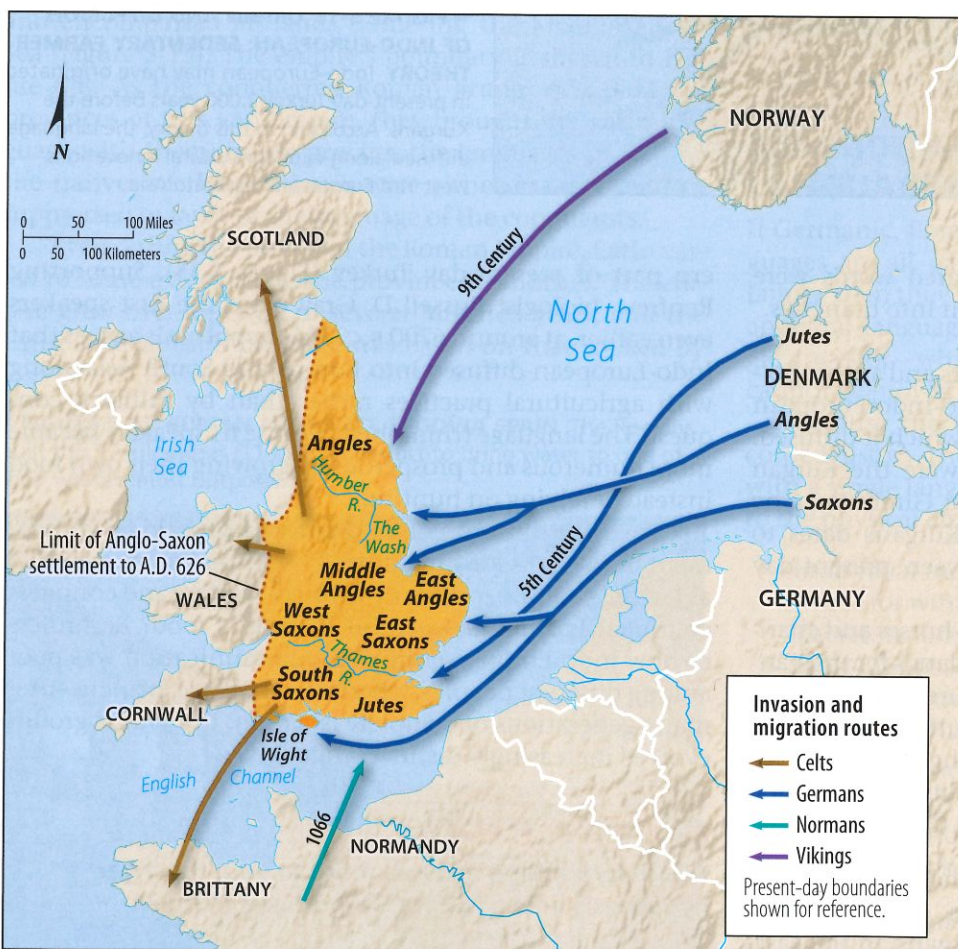 N
0 50 100 Miles
0 50 100 Kilometers
SCOTLAND
NORWAY
9th Century
North
Sea
Jutes
DENMARK
Angles
Saxons
Irish
Sea
Angles
Humber
R.
The
Wash
Limit of Anglo-Saxon
settlement to A.D. 626
WALES
Middle
Angles
East
Angles
5th Century
GERMANY
West
Saxons
East
Saxons
Thames
R.
South
Saxons
Jutes
CORNWALL
Isle of
Wight
English Channel
1066
NORMANDY
BRITTANY
Invasion and
migration routes
Celts
Germans
Normans
Vikings
Present-day boundaries
shown for reference.